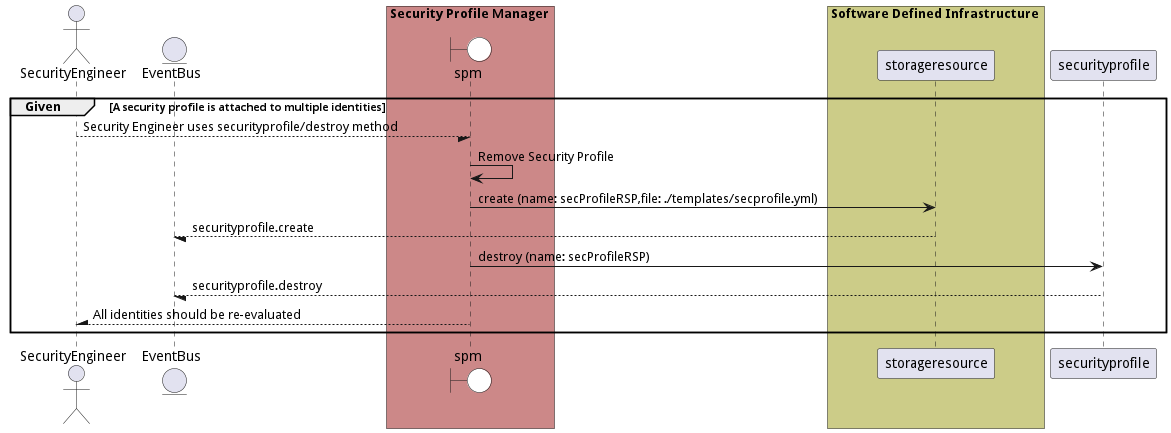 Security Profile Manager
Software Defined Infrastructure
SecurityEngineer
EventBus
spm
storageresource
securityprofile
Given
[A security profile is attached to multiple identities]
Security Engineer uses securityprofile/destroy method
Remove Security Profile
create (name: secProfileRSP,file: ./templates/secprofile.yml)
securityprofile.create
destroy (name: secProfileRSP)
securityprofile.destroy
All identities should be re-evaluated
SecurityEngineer
EventBus
spm
storageresource
securityprofile